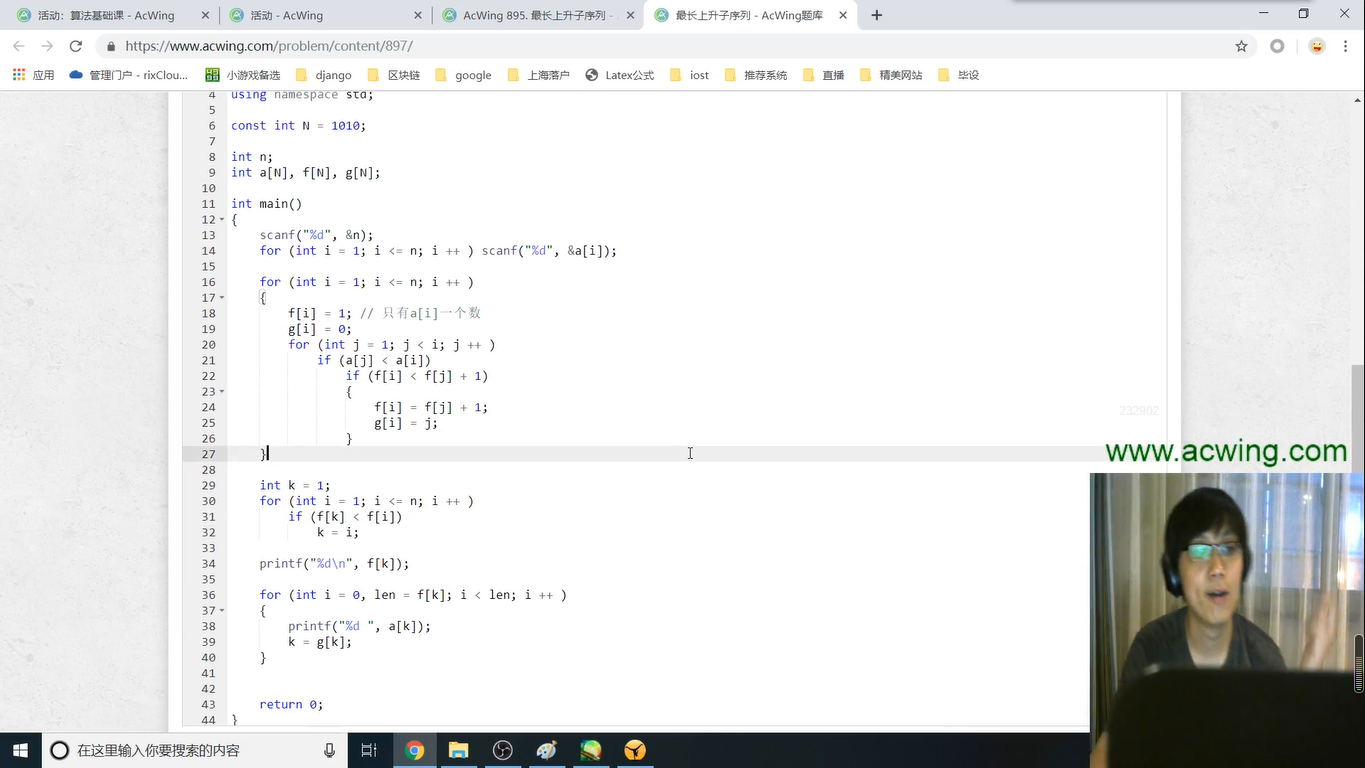 活动：算法基础课 - AcWing
活动 - AcWing
AcWing 895. 最长上升子序列 -
最长上升子序列 - AcWing题库
https://www.acwing.com/problem/content/897/
应用
管理门户 - rixClou...
小游戏备选
django
区块链
google
上海落户
Latex公式
iost
推荐系统
直播
精美网站
毕设
4 using namespace std;
5
6 const int N = 1010;
7
8 int n;
9 int a[N], f[N], g[N];
10
11 int main()
12 {
13 scanf("%d", &n);
14 for (int i = 1; i <= n; i ++ ) scanf("%d", &a[i]);
15
16 for (int i = 1; i <= n; i ++ )
17 {
18 f[i] = 1; // 只有a[i]一个数
19 g[i] = 0;
20 for (int j = 1; j < i; j ++ )
21 if (a[j] < a[i])
22 if (f[i] < f[j] + 1)
23 {
24 f[i] = f[j] + 1;
25 g[i] = j;
26 }
27 }
28
29 int k = 1;
30 for (int i = 1; i <= n; i ++ )
31 if (f[k] < f[i])
32 k = i;
33
34 printf("%d\n", f[k]);
35
36 for (int i = 0, len = f[k]; i < len; i ++ )
37 {
38 printf("%d ", a[k]);
39 k = g[k];
40 }
41
42
43 return 0;
44 }
232902
www.acwing.com
在这里输入你要搜索的内容